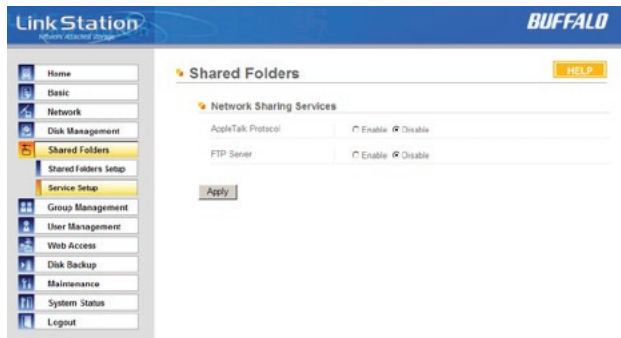 LinkStation
Network Attached Storage
BUFFALO
Home
Basic
Network
Disk Management
Shared Folders
Shared Folders Setup
Service Setup
Group Management
User Management
Web Access
Disk Backup
Maintenance
System Status
Logout
Shared Folders
HELP
Network Sharing Services
AppleTalk Protocol Enable Disable
FTP Server Enable Disable
Apply